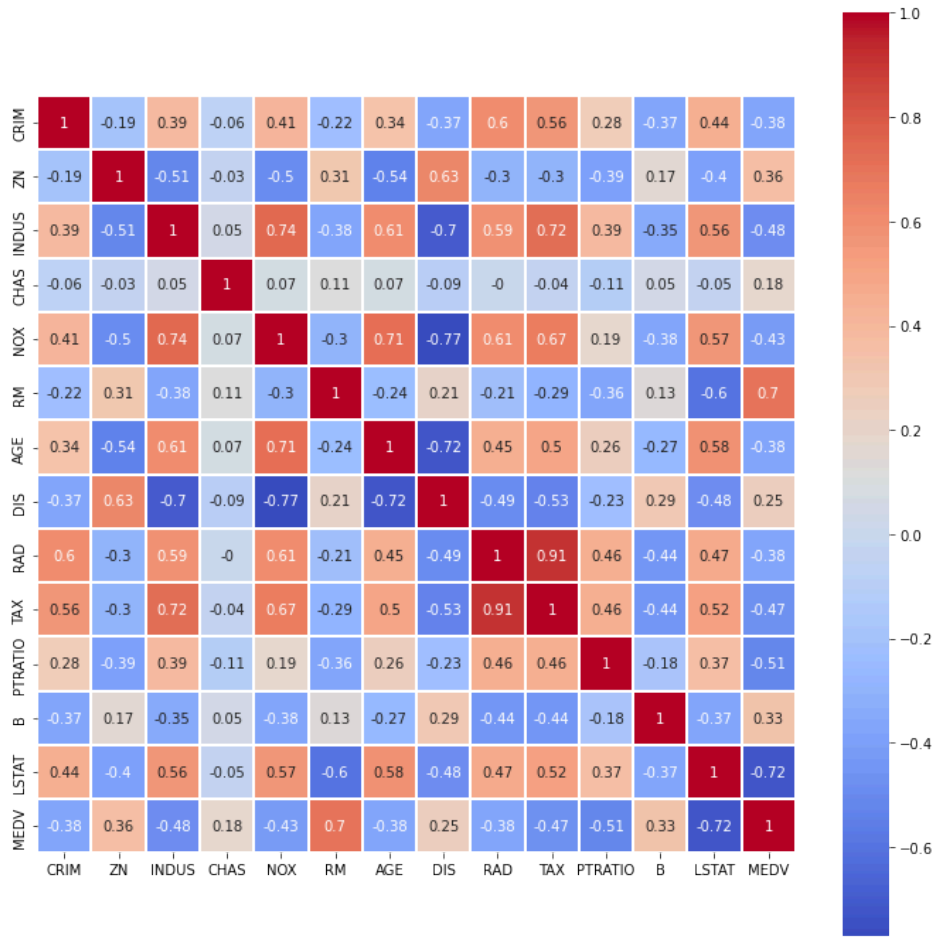 1.0
CRIM 1 -0.19 0.39 -0.06 0.41 -0.22 0.34 -0.37 0.6 0.56 0.28 -0.37 0.44 -0.38
ZN -0.19 1 -0.51 -0.03 -0.5 0.31 -0.54 0.63 -0.3 -0.3 -0.39 0.17 -0.4 0.36
0.8
INDUS 0.39 -0.51 1 0.05 0.74 -0.38 0.61 -0.7 0.59 0.72 0.39 -0.35 0.56 -0.48
0.6
CHAS -0.06 -0.03 0.05 1 0.07 0.11 0.07 -0.09 -0 -0.04 -0.11 0.05 -0.05 0.18
NOX 0.41 -0.5 0.74 0.07 1 -0.3 0.71 -0.77 0.61 0.67 0.19 -0.38 0.57 -0.43
0.4
RM -0.22 0.31 -0.38 0.11 -0.3 1 -0.24 0.21 -0.21 -0.29 -0.36 0.13 -0.6 0.7
0.2
AGE 0.34 -0.54 0.61 0.07 0.71 -0.24 1 -0.72 0.45 0.5 0.26 -0.27 0.58 -0.38
DIS -0.37 0.63 -0.7 -0.09 -0.77 0.21 -0.72 1 -0.49 -0.53 -0.23 0.29 -0.48 0.25
0.0
RAD 0.6 -0.3 0.59 -0 0.61 -0.21 0.45 -0.49 1 0.91 0.46 -0.44 0.47 -0.38
TAX 0.56 -0.3 0.72 -0.04 0.67 -0.29 0.5 -0.53 0.91 1 0.46 -0.44 0.52 -0.47
−0.2
PTRATIO 0.28 -0.39 0.39 -0.11 0.19 -0.36 0.26 -0.23 0.46 0.46 1 -0.18 0.37 -0.51
B -0.37 0.17 -0.35 0.05 -0.38 0.13 -0.27 0.29 -0.44 -0.44 -0.18 1 -0.37 0.33
−0.4
LSTAT 0.44 -0.4 0.56 -0.05 0.57 -0.6 0.58 -0.48 0.47 0.52 0.37 -0.37 1 -0.72
MEDV -0.38 0.36 -0.48 0.18 -0.43 0.7 -0.38 0.25 -0.38 -0.47 -0.51 0.33 -0.72 1
−0.6
CRIM ZN INDUS CHAS NOX RM AGE DIS RAD TAX PTRATIO B LSTAT MEDV